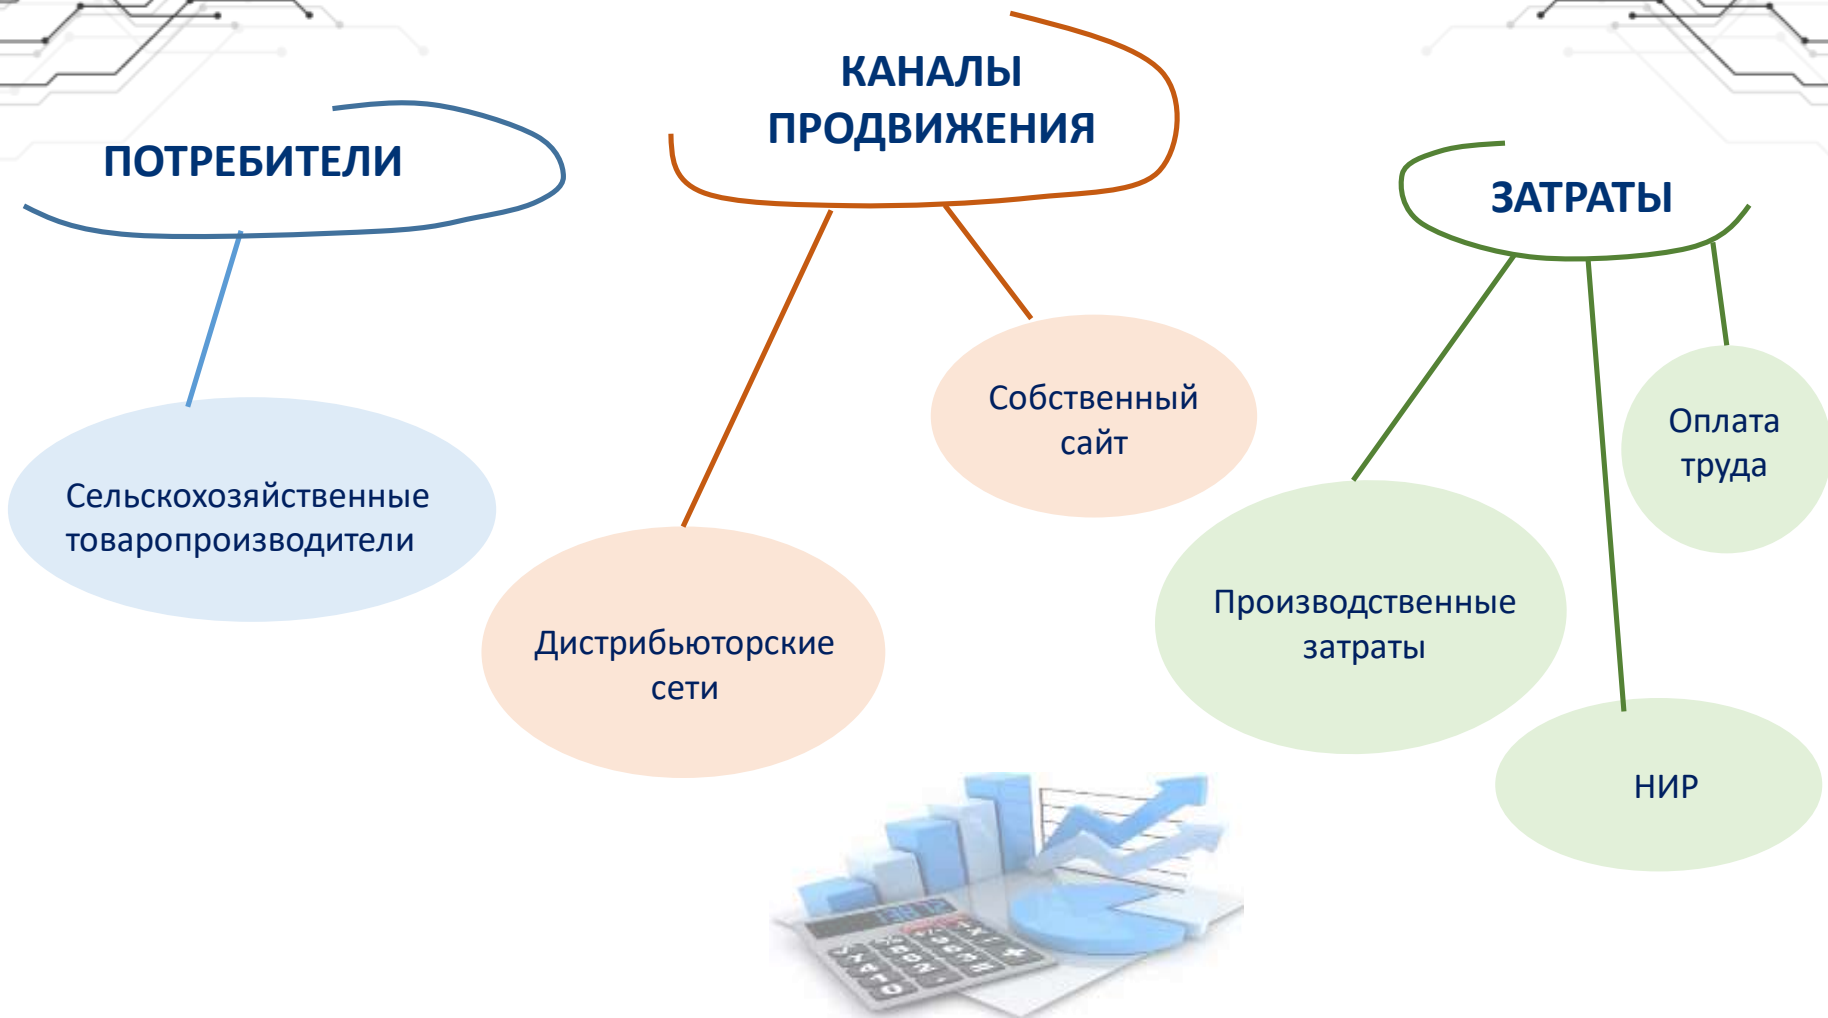 ПОТРЕБИТЕЛИ
Сельскохозяйственные
товаропроизводители
КАНАЛЫ
ПРОДВИЖЕНИЯ
Дистрибьюторские
сети
Собственный
сайт
ЗАТРАТЫ
Производственные
затраты
НИР
Оплата
труда